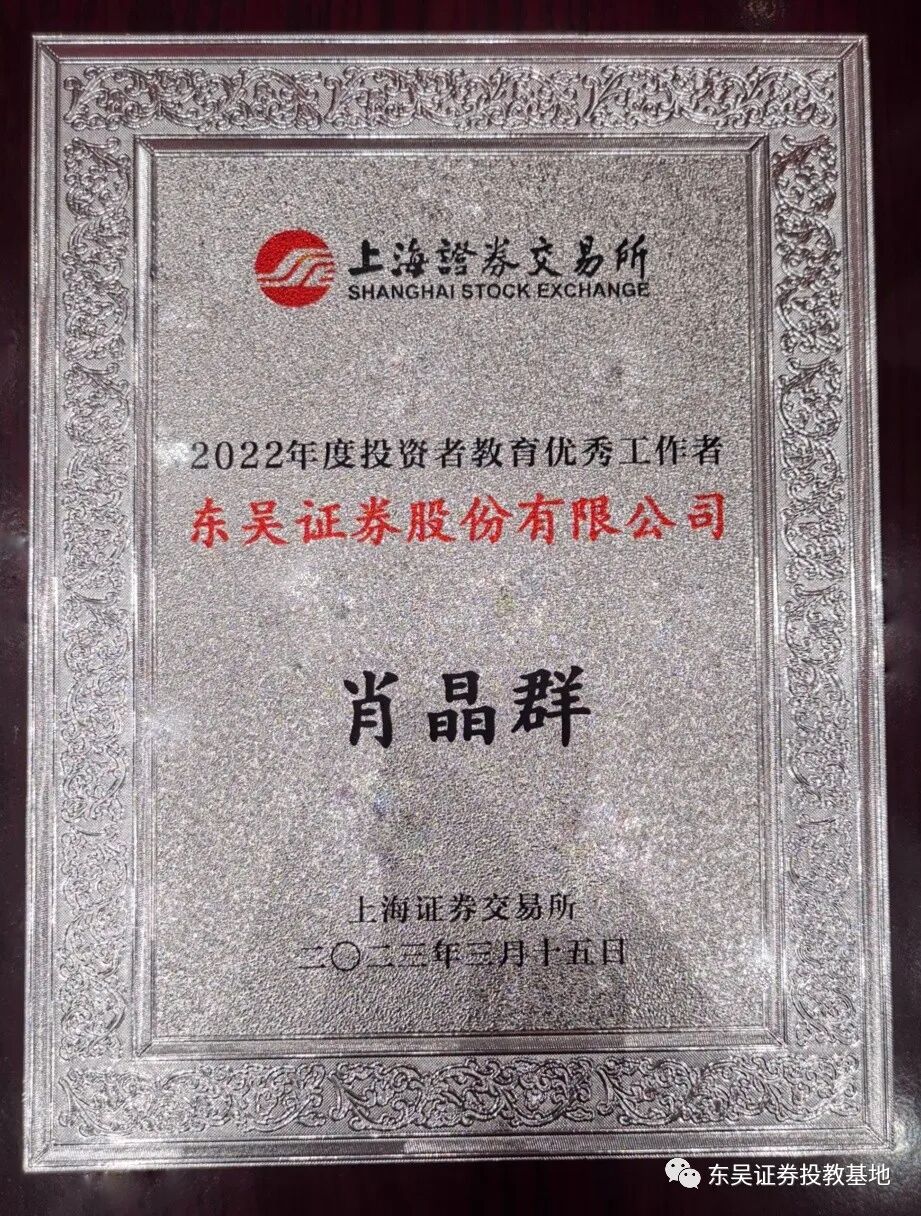 上海證券交易所
SHANGHAI STOCK EXCHANGE
2022年度投资者教育优秀工作者
东吴证券股份有限公司
肖晶群
上海证券交易所
二〇二三年三月十五日
东吴证券投教基地